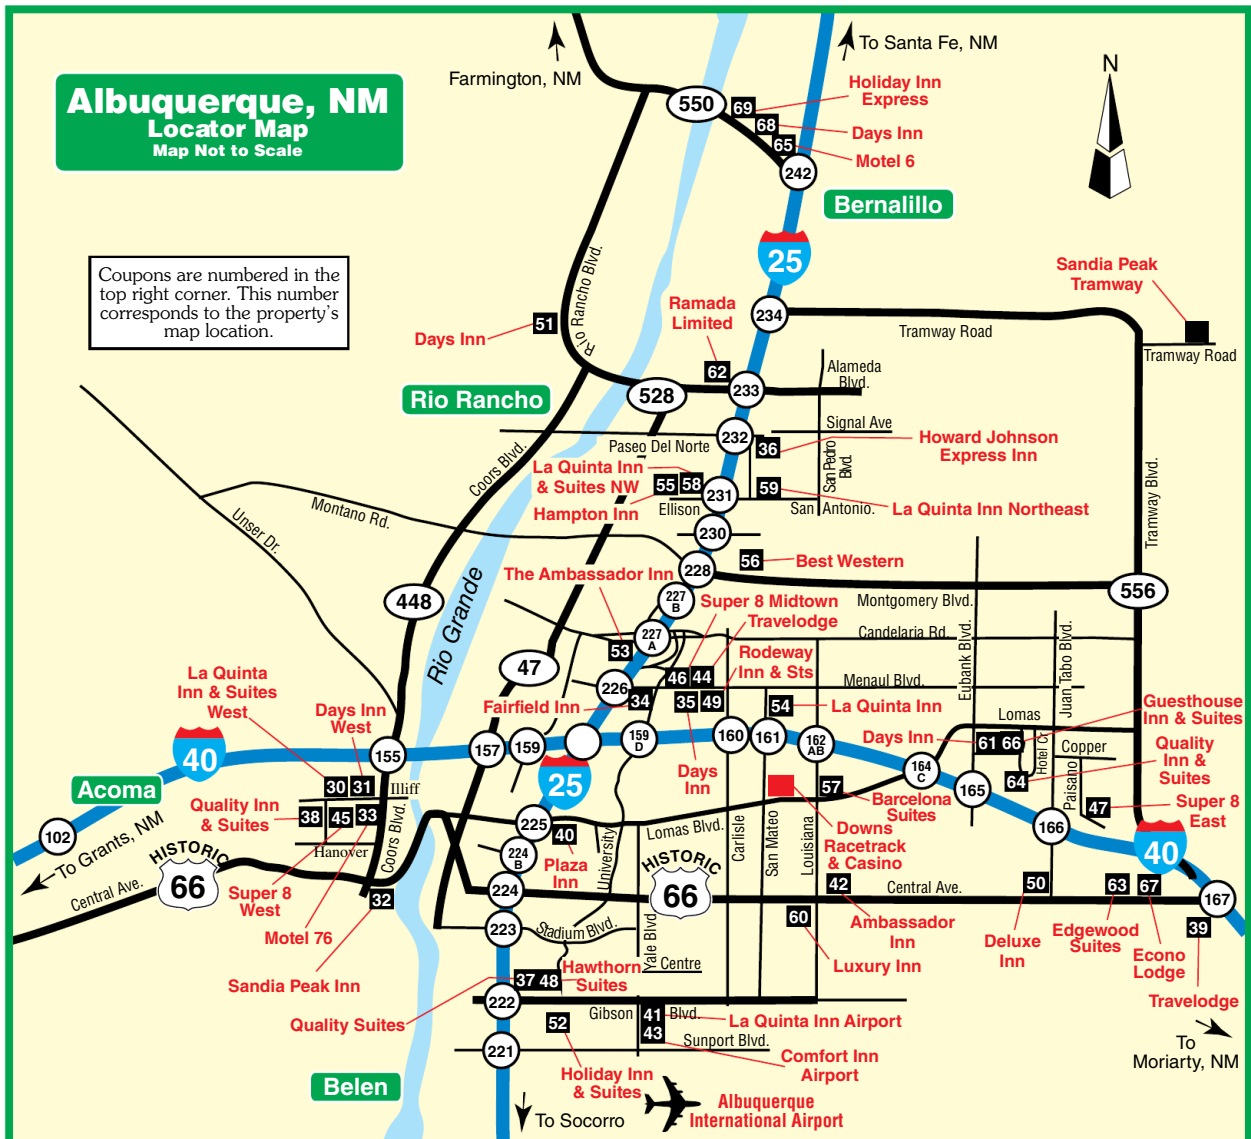 To Santa Fe, NM
Farmington, NM
N
Albuquerque, NM
Locator Map
Map Not to Scale
550
69
68
65
Holiday Inn
Express
Days Inn
Motel 6
242
Bernalillo
25
Coupons are numbered in the
top right corner. This number
corresponds to the property's
map location.
Sandia Peak
Tramway
Tramway Road
Tramway Road
234
Rio Rancho Blvd.
51
Days Inn
Ramada
Limited
62
233
Alameda
Blvd.
Rio Rancho
528
Signal Ave
232
Paseo Del Norte
36
Howard Johnson
Express Inn
San Pedro
Blvd.
Coors Blvd.
La Quinta Inn
& Suites NW
55
58
231
59
Hampton Inn
Ellison
San Antonio.
La Quinta Inn Northeast
Tramway Blvd.
Montano Rd.
Unser Dr.
230
56
Best Western
228
The Ambassador Inn
556
448
Rio Grande
227
B
Super 8 Midtown
Travelodge
Montgomery Blvd.
Candelaria Rd.
Eubank Blvd.
Juan Tabo Blvd.
53
227
A
Rodeway
Inn & Sts
47
46
44
Menaul Blvd.
La Quinta
Inn & Suites
West
Days Inn
West
226
Fairfield Inn
34
35
49
54
La Quinta Inn
Guesthouse
Inn & Suites
Lomas
Days Inn
61
66
Hotel Cr
Copper
Quality
Inn &
Suites
40
155
157
159
159
D
160
161
162
AB
164
C
165
64
Paisano
47
Super 8
East
Acoma
30
31
Illiff
25
Days
Inn
57
Barcelona
Suites
Quality Inn
& Suites
38
45
33
Coors Blvd.
Hanover
225
40
Plaza
Inn
University
Lomas Blvd.
Carlisle
San Mateo
Louisiana
Downs
Racetrack
& Casino
166
40
102
To Grants, NM
HISTORIC
66
Central Ave.
Super 8
West
Motel 76
32
Sandia Peak Inn
224
B
224
HISTORIC
66
42
Central Ave.
Ambassador
Inn
50
Deluxe
Inn
63
67
Edgewood
Suites
Econo
Lodge
167
39
Travelodge
223
Stadium Blvd.
Yale Blvd.
60
Luxury Inn
Centre
37
48
Hawthorn
Suites
Quality Suites
222
52
Gibson
Blvd.
41
43
La Quinta Inn Airport
Sunport Blvd.
Comfort Inn
Airport
221
Holiday Inn
& Suites
Belen
To Socorro
Albuquerque
International Airport
To
Moriarty, NM